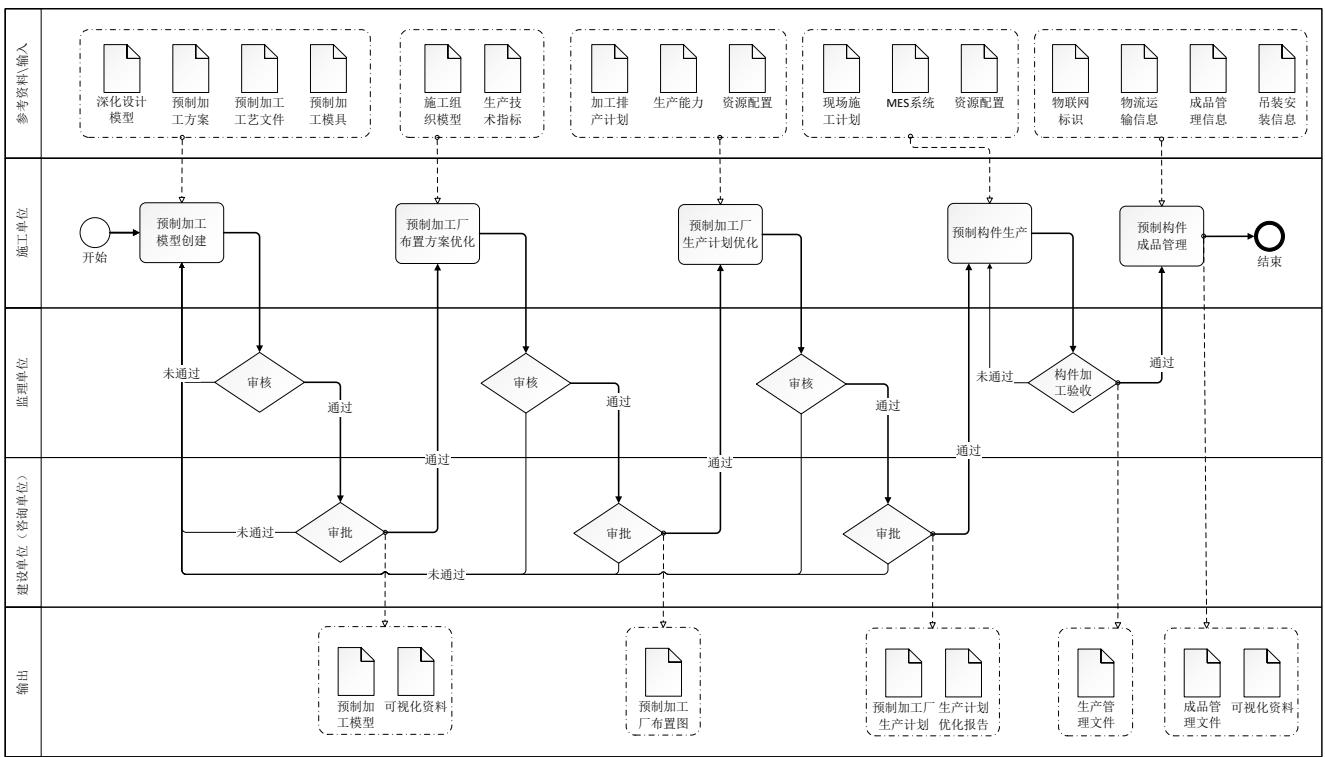 参考资料\输入
深化设计
模型
预制加
工方案
预制加工
工艺文件
预制加
工模具
施工组
织模型
生产技
术指标
加工排
产计划
生产能力
资源配置
现场施
工计划
MES系统
资源配置
物联网
标识
物流运
输信息
成品管
理信息
吊装安
装信息
施工单位
开始
预制加工
模型创建
预制加工厂
布置方案优化
预制加工厂
生产计划优化
预制构件生产
预制构件
成品管理
结束
监理单位
未通过
审核
通过
审核
通过
审核
通过
未通过
构件加
工验收
通过
建设单位（咨询单位）
通过
通过
通过
未通过
审批
审批
审批
未通过
输出
预制加
工模型
可视化资料
预制加工
厂布置图
预制加工厂
生产计划
生产计划
优化报告
生产管
理文件
成品管
理文件
可视化资料